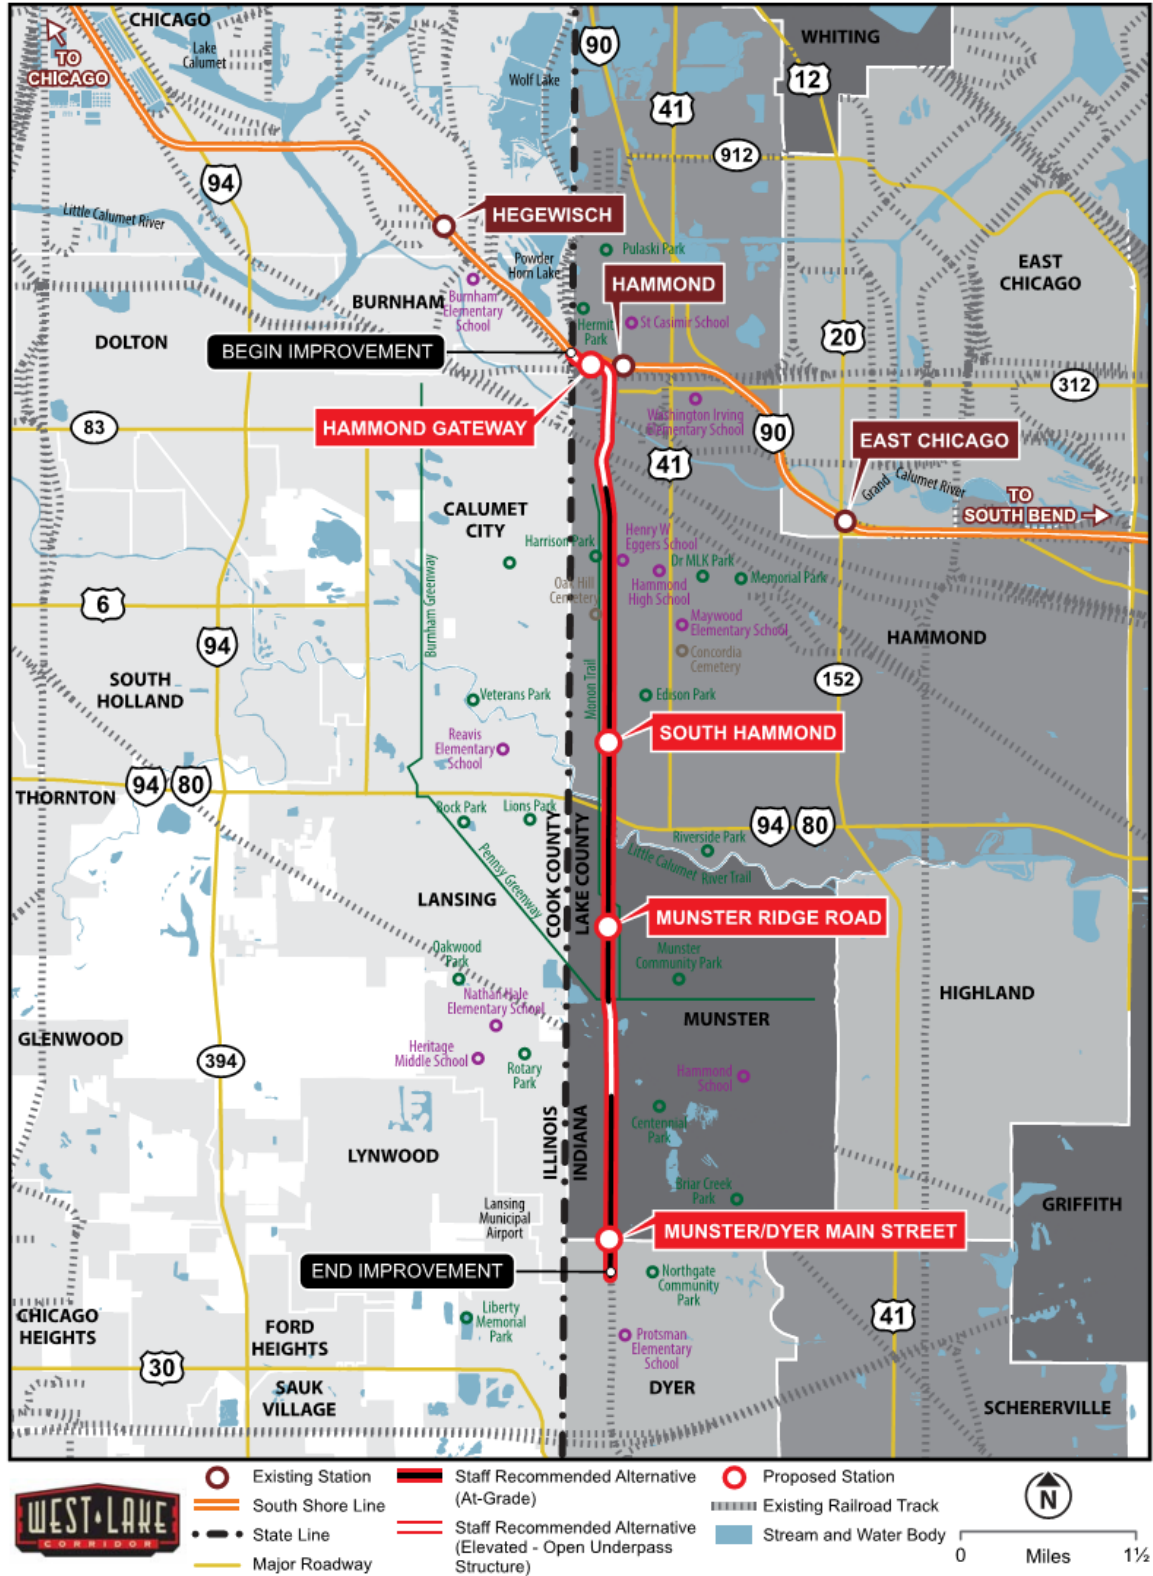 CHICAGO
Lake
Calumet
TO
CHICAGO
Wolf Lake
90
WHITING
12
41
912
94
Little Calumet River
HEGEWISCH
Pulaski Park
Powder
Horn Lake
HAMMOND
EAST
CHICAGO
BURNHAM
Burnham
Elementary
School
Hermit
Park
St Casimir School
DOLTON
BEGIN IMPROVEMENT
20
312
83
HAMMOND GATEWAY
Washington Irving
Elementary School
90
41
EAST CHICAGO
Grand Calumet River
TO
SOUTH BEND
CALUMET
CITY
Harrison Park
Henry W
Eggers School
Dr MLK Park
Memorial Park
Oak Hill
Cemetery
Hammond
High School
Burnham Greenway
6
Maywood
Elementary School
HAMMOND
94
Concordia
Cemetery
SOUTH
HOLLAND
152
Monon Trail
Veterans Park
Edison Park
Reavis
Elementary
School
SOUTH HAMMOND
THORNTON
94
80
Bock Park
Lions Park
94
80
Riverside Park
Little Calumet River Trail
Pennsy Greenway
COOK COUNTY
LAKE COUNTY
LANSING
MUNSTER RIDGE ROAD
Oakwood
Park
Munster
Community Park
Nathan Hale
Elementary School
HIGHLAND
MUNSTER
GLENWOOD
Heritage
Middle School
Rotary
Park
394
Hammond
School
Centennial
Park
ILLINOIS
INDIANA
LYNWOOD
Briar Creek
Park
GRIFFITH
Lansing
Municipal
Airport
MUNSTER/DYER MAIN STREET
END IMPROVEMENT
Northgate
Community
Park
CHICAGO
HEIGHTS
Liberty
Memorial
Park
FORD
HEIGHTS
41
Protsman
Elementary
School
30
SAUK
VILLAGE
DYER
SCHERERVILLE
WEST LAKE
CORRIDOR
Existing Station
South Shore Line
State Line
Major Roadway
Staff Recommended Alternative
(At-Grade)
Staff Recommended Alternative
(Elevated - Open Underpass
Structure)
Proposed Station
Existing Railroad Track
Stream and Water Body
N
0 Miles 1½